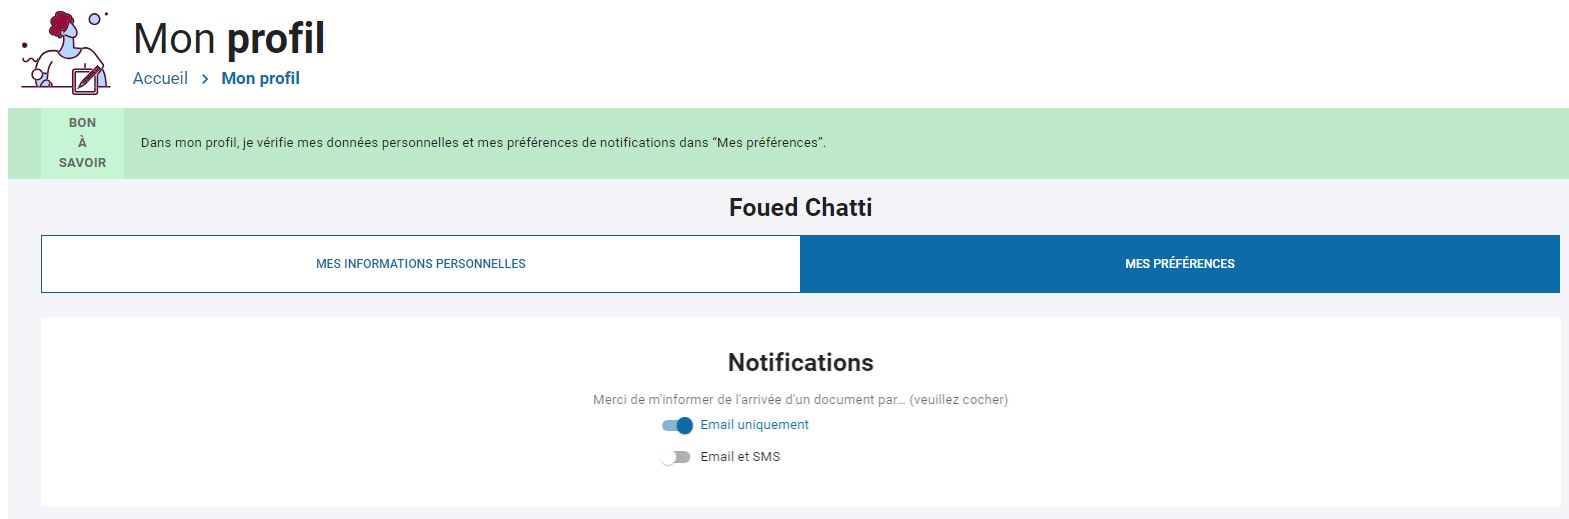 Mon profil
Accueil > Mon profil
BON
À
SAVOIR
Dans mon profil, je vérifie mes données personnelles et mes préférences de notifications dans “Mes préférences”.
Foued Chatti
MES INFORMATIONS PERSONNELLES
MES PRÉFÉRENCES
Notifications
Merci de m'informer de l'arrivée d'un document par... (veuillez cocher)
Email uniquement
Email et SMS